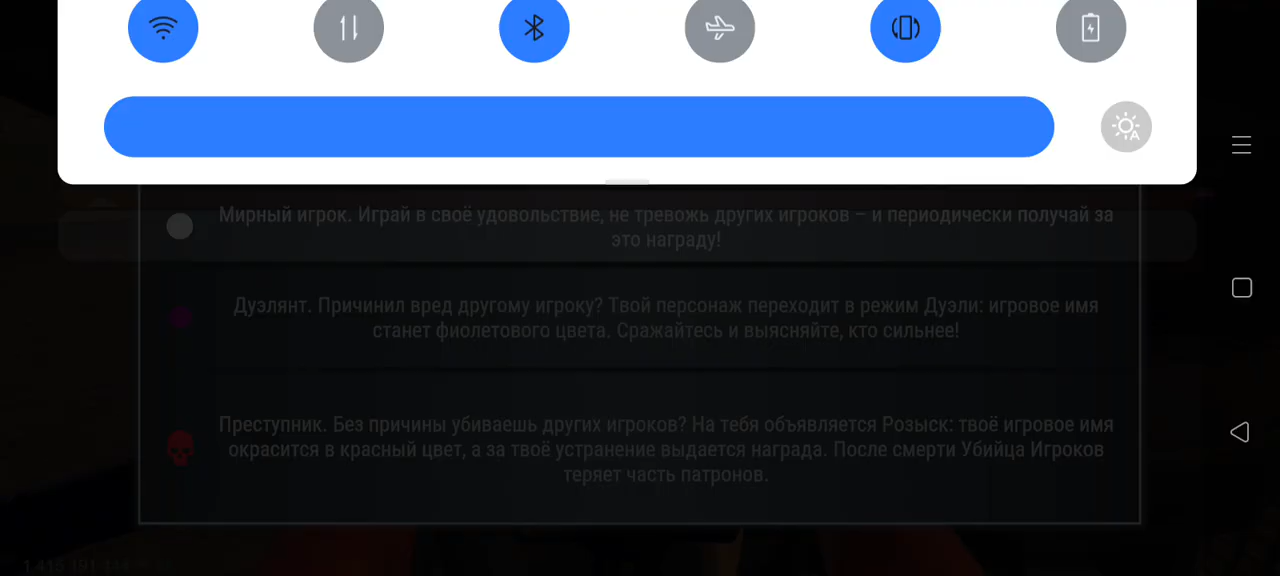 Мирный игрок. Играй в своё удовольствие, не тревожь других игроков – и периодически получай за
это награду!
Дуэлянт. Причинил вред другому игроку? Твой персонаж переходит в режим Дуэли: игровое имя
станет фиолетового цвета. Сражайтесь и выясняйте, кто сильнее!
Преступник. Без причины убиваешь других игроков? На тебя объявляется Розыск: твоё игровое имя
окрасится в красный цвет, а за твоё устранение выдается награда. После смерти Убийца Игроков
теряет часть патронов.